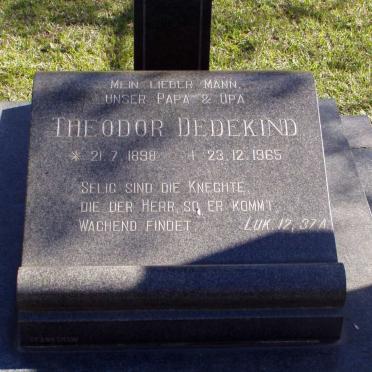 MEIN LIEBER MANN,
UNSER PAPA & OPA
THEODOR DEDEKIND
* 21.7.1898 + 23.12.1965
SELIG SIND DIE KNECHTE,
DIE DER HERR, SO ER KOMMT,
WACHEND FINDET. LUK. 12, 37A